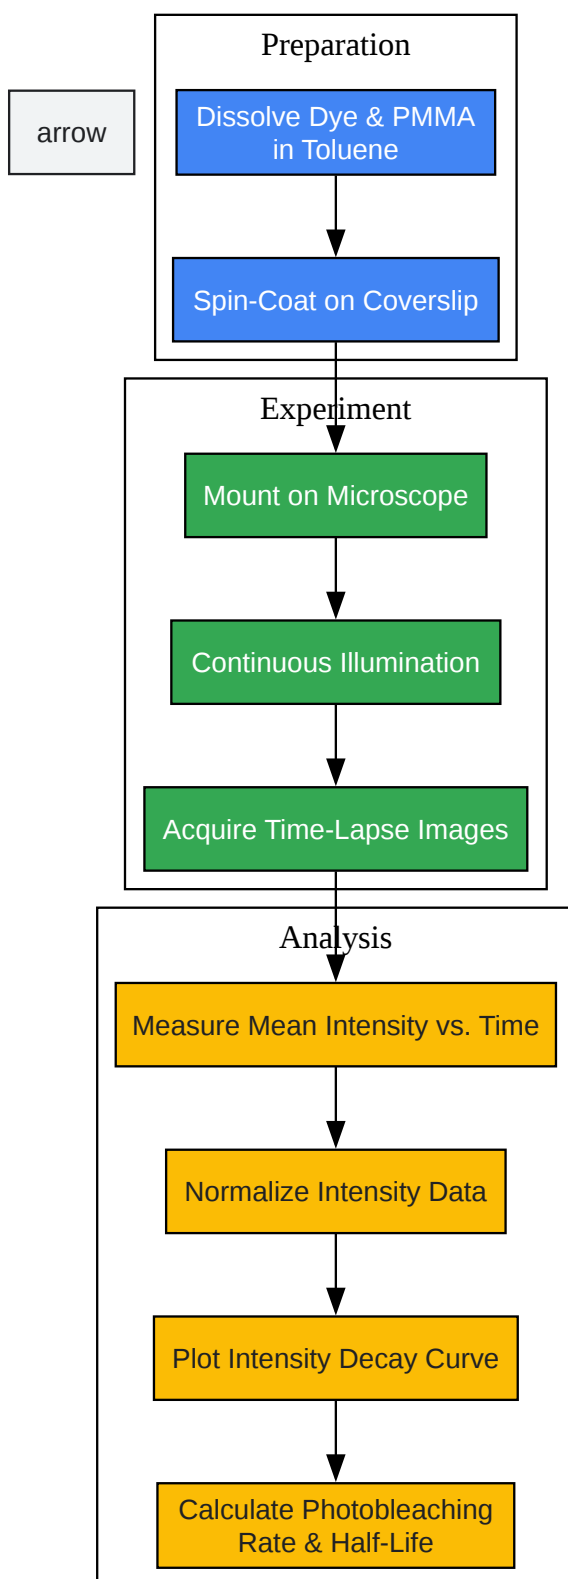 Preparation
arrow
Dissolve Dye & PMMA
in Toluene
Spin-Coat on Coverslip
Experiment
Mount on Microscope
Continuous Illumination
Acquire Time-Lapse Images
Analysis
Measure Mean Intensity vs. Time
Normalize Intensity Data
Plot Intensity Decay Curve
Calculate Photobleaching
Rate & Half-Life